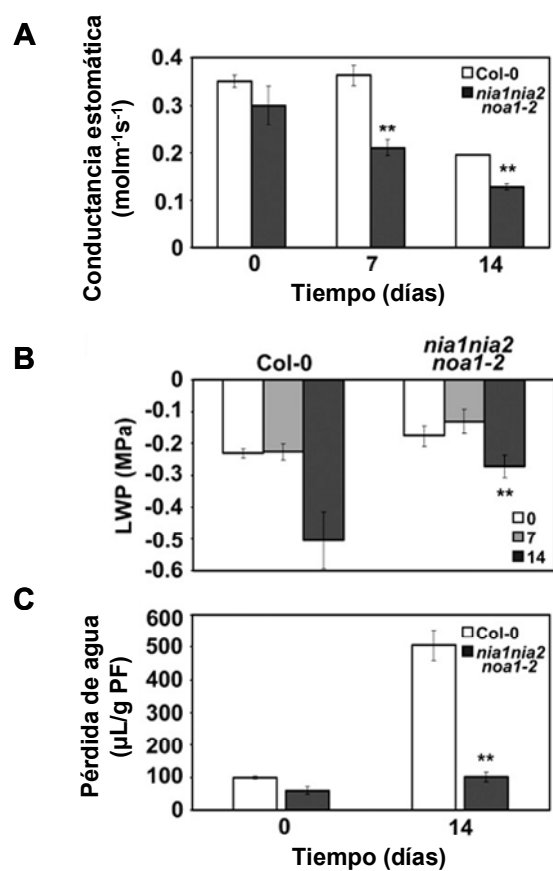 A
Conductancia estomática
(molm⁻¹s⁻¹)
0.4
0.3
0.2
0.1
0
Col-0
nia1nia2
noa1-2
**
**
0 7 14
Tiempo (días)
B
Col-0
nia1nia2
noa1-2
LWP (MPa)
0
-0.1
-0.2
-0.3
-0.4
-0.5
-0.6
**
0
7
14
C
Pérdida de agua
(µL/g PF)
600
500
400
300
200
100
0
Col-0
nia1nia2
noa1-2
**
0 14
Tiempo (días)